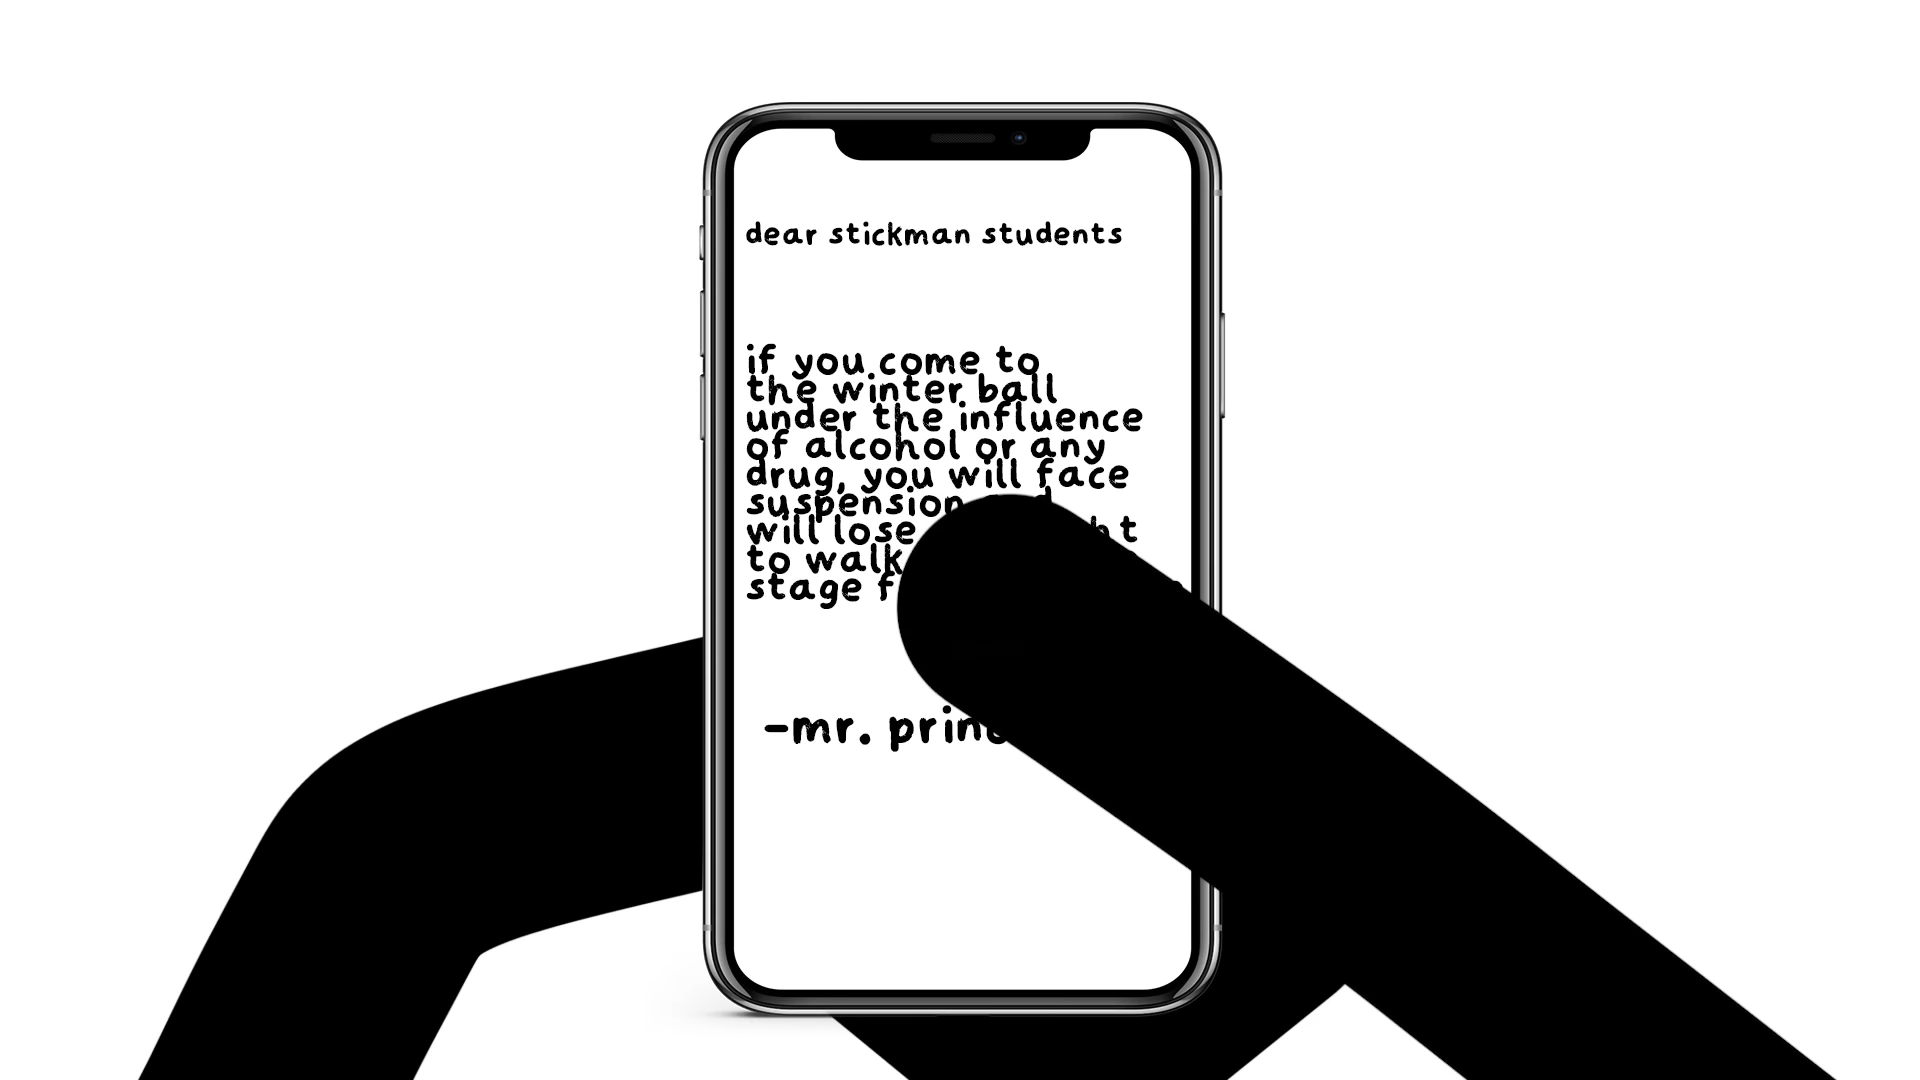 dear stickman students
if you come to
the winter ball
under the influence
of alcohol or any
drug, you will face
suspension
will lose
to walk
stage
-mr.